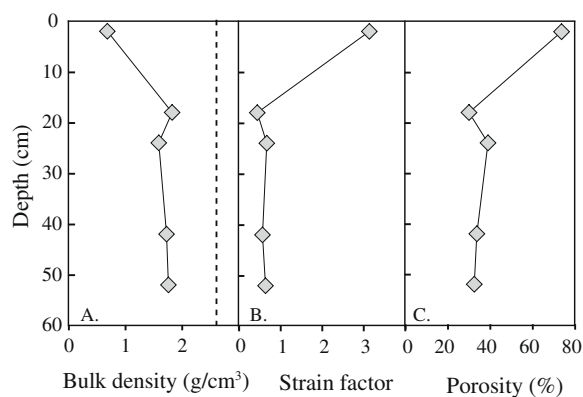 0
10
20
30
40
50
60
Depth (cm)
A.
B.
C.
0 1 2
0 1 2 3
0 20 40 60 80
Bulk density (g/cm³)
Strain factor
Porosity (%)